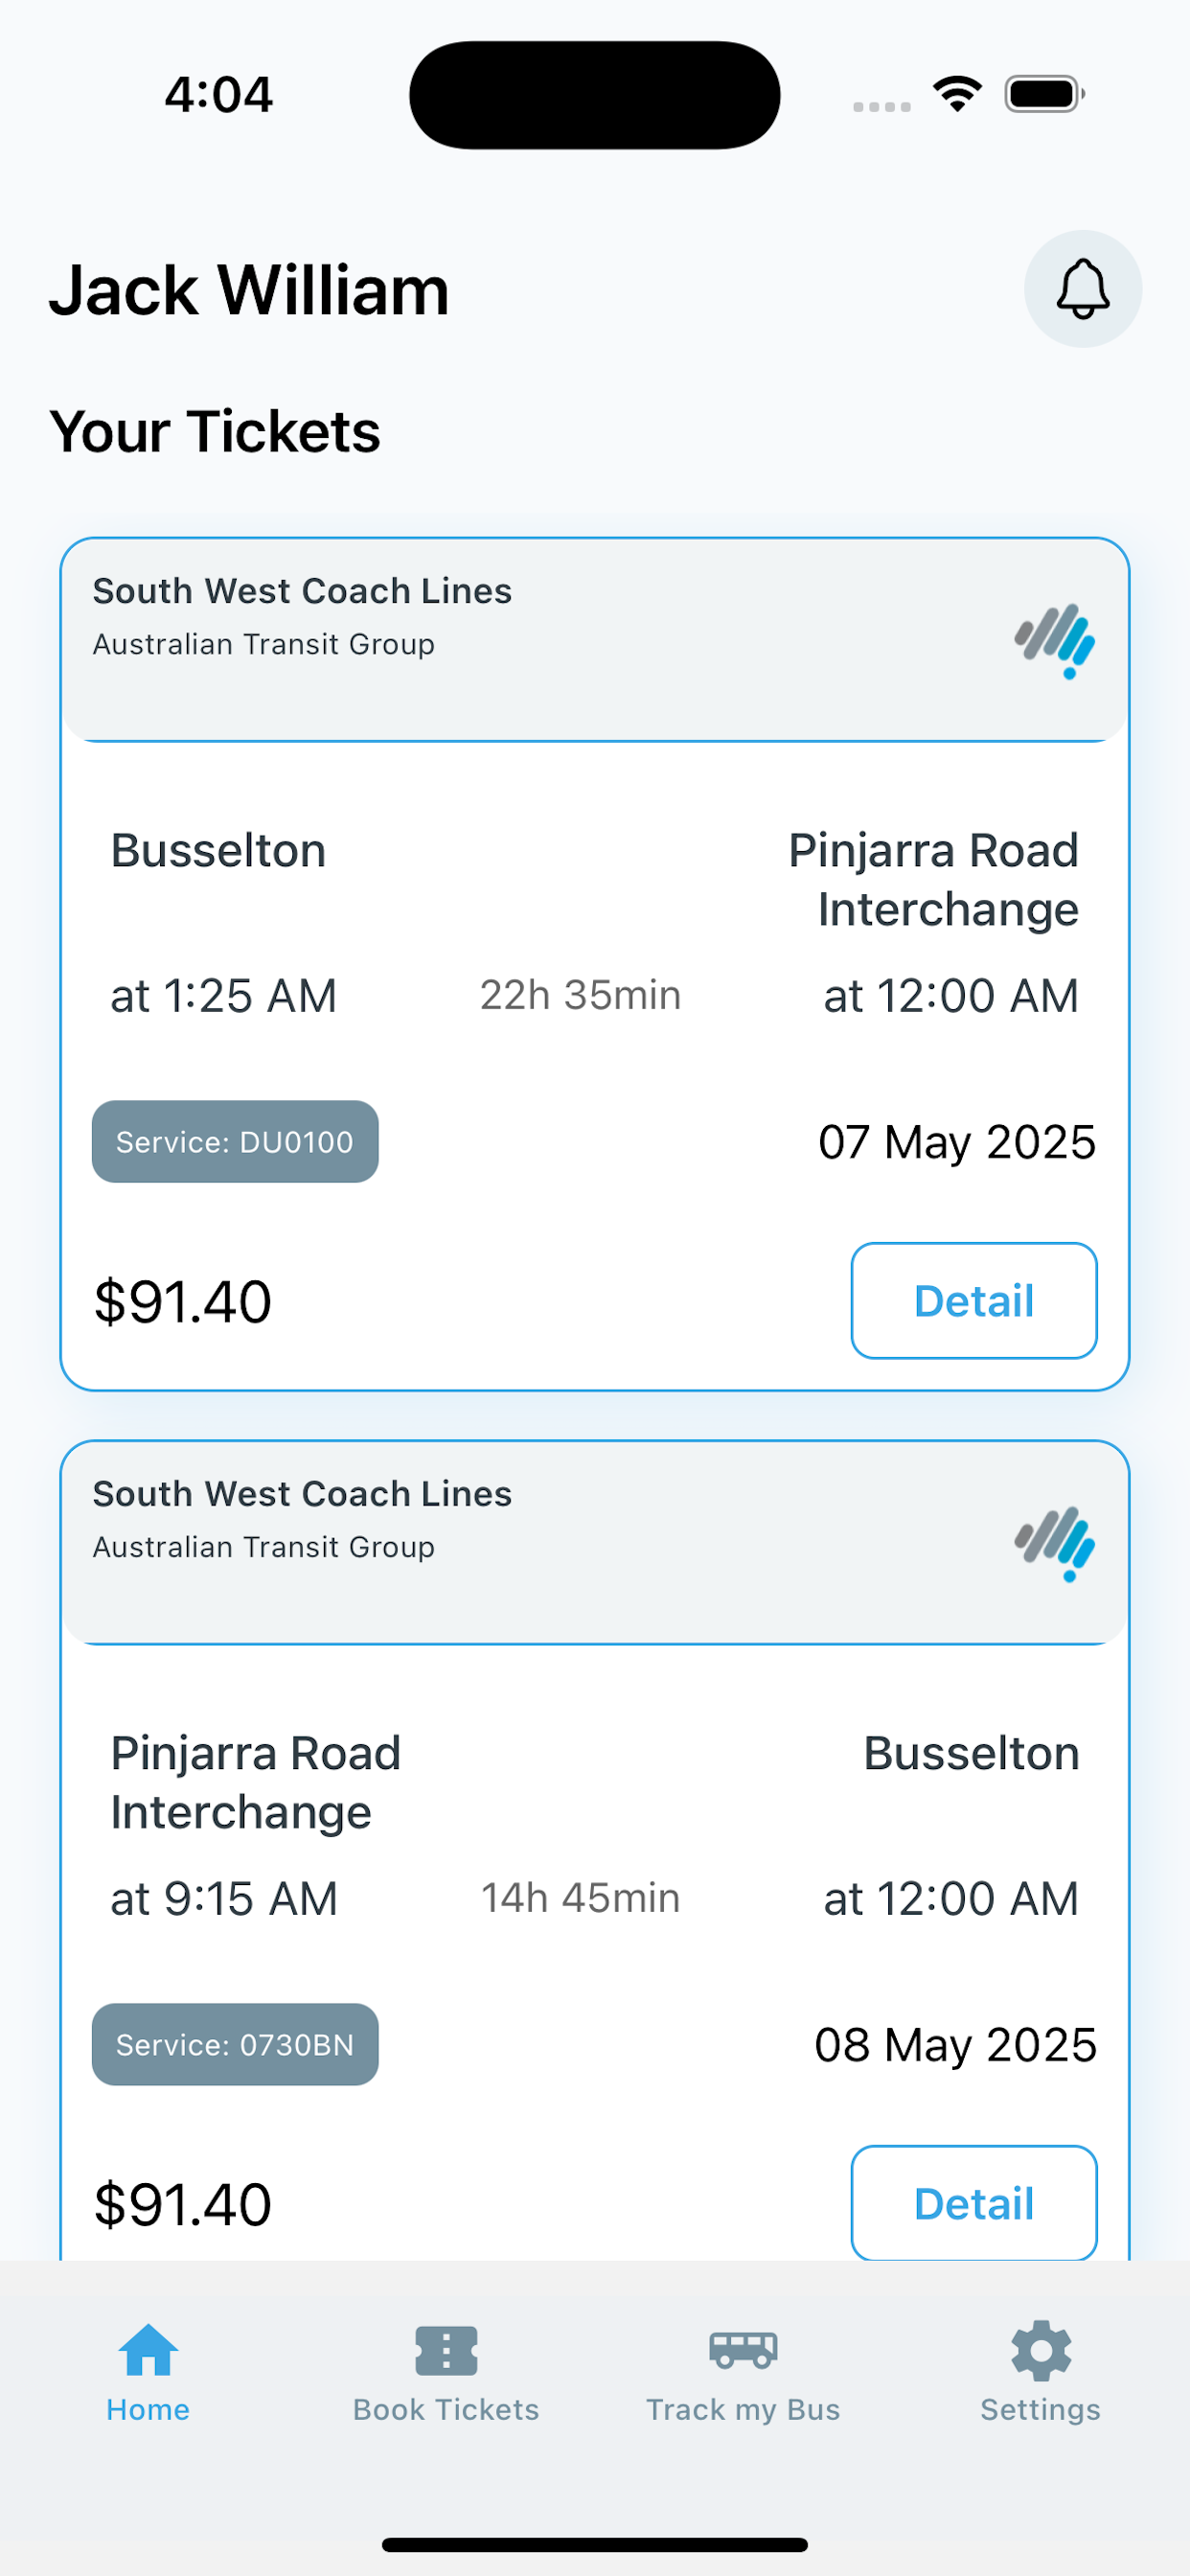 4:04
Jack William
Your Tickets
South West Coach Lines
Australian Transit Group
Busselton
Pinjarra Road
Interchange
at 1:25 AM
22h 35min
at 12:00 AM
Service: DU0100
07 May 2025
$91.40
Detail
South West Coach Lines
Australian Transit Group
Pinjarra Road
Interchange
Busselton
at 9:15 AM
14h 45min
at 12:00 AM
Service: 0730BN
08 May 2025
$91.40
Detail
Home
Book Tickets
Track my Bus
Settings